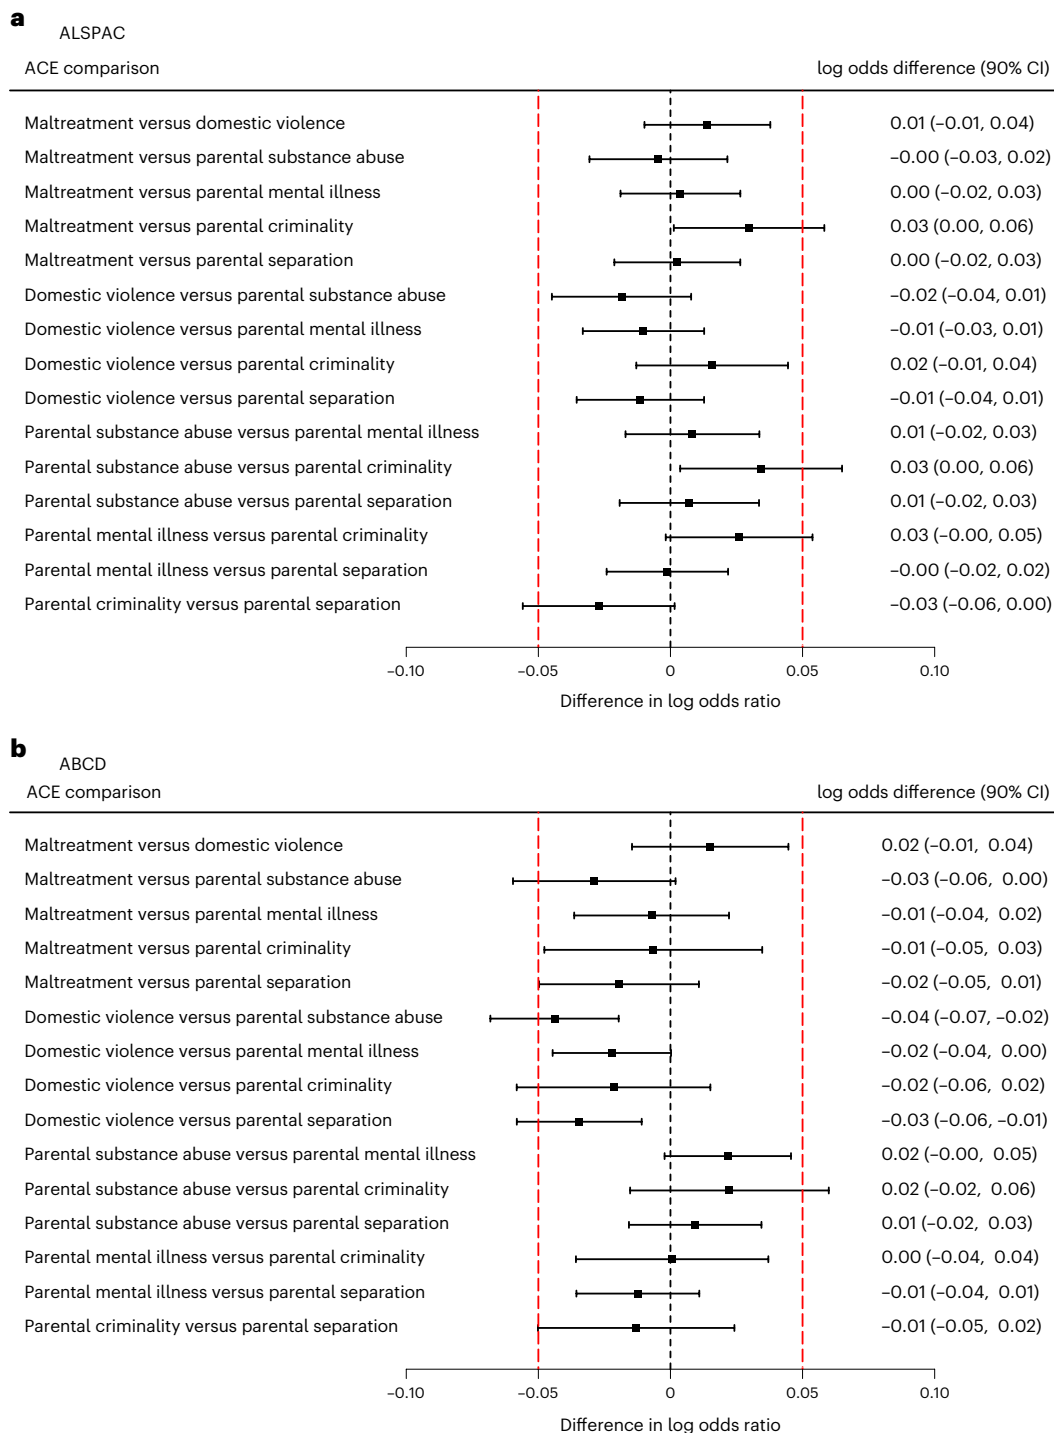 a
ALSPAC
ACE comparison log odds difference (90% CI)
Maltreatment versus domestic violence 0.01 (–0.01, 0.04)
Maltreatment versus parental substance abuse –0.00 (–0.03, 0.02)
Maltreatment versus parental mental illness 0.00 (–0.02, 0.03)
Maltreatment versus parental criminality 0.03 (0.00, 0.06)
Maltreatment versus parental separation 0.00 (–0.02, 0.03)
Domestic violence versus parental substance abuse –0.02 (–0.04, 0.01)
Domestic violence versus parental mental illness –0.01 (–0.03, 0.01)
Domestic violence versus parental criminality 0.02 (–0.01, 0.04)
Domestic violence versus parental separation –0.01 (–0.04, 0.01)
Parental substance abuse versus parental mental illness 0.01 (–0.02, 0.03)
Parental substance abuse versus parental criminality 0.03 (0.00, 0.06)
Parental substance abuse versus parental separation 0.01 (–0.02, 0.03)
Parental mental illness versus parental criminality 0.03 (–0.00, 0.05)
Parental mental illness versus parental separation –0.00 (–0.02, 0.02)
Parental criminality versus parental separation –0.03 (–0.06, 0.00)
–0.10 –0.05 0 0.05 0.10
Difference in log odds ratio
b
ABCD
ACE comparison log odds difference (90% CI)
Maltreatment versus domestic violence 0.02 (–0.01, 0.04)
Maltreatment versus parental substance abuse –0.03 (–0.06, 0.00)
Maltreatment versus parental mental illness –0.01 (–0.04, 0.02)
Maltreatment versus parental criminality –0.01 (–0.05, 0.03)
Maltreatment versus parental separation –0.02 (–0.05, 0.01)
Domestic violence versus parental substance abuse –0.04 (–0.07, –0.02)
Domestic violence versus parental mental illness –0.02 (–0.04, 0.00)
Domestic violence versus parental criminality –0.02 (–0.06, 0.02)
Domestic violence versus parental separation –0.03 (–0.06, –0.01)
Parental substance abuse versus parental mental illness 0.02 (–0.00, 0.05)
Parental substance abuse versus parental criminality 0.02 (–0.02, 0.06)
Parental substance abuse versus parental separation 0.01 (–0.02, 0.03)
Parental mental illness versus parental criminality 0.00 (–0.04, 0.04)
Parental mental illness versus parental separation –0.01 (–0.04, 0.01)
Parental criminality versus parental separation –0.01 (–0.05, 0.02)
–0.10 –0.05 0 0.05 0.10
Difference in log odds ratio